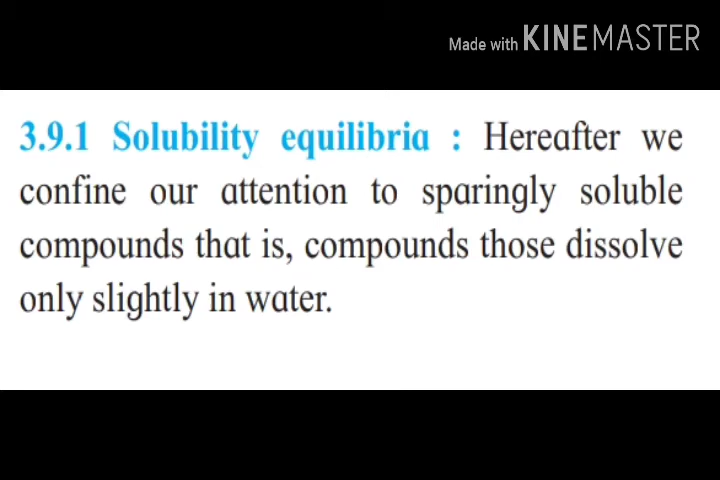 Made with KINEMASTER
3.9.1 Solubility equilibria : Hereafter we
confine our attention to sparingly soluble
compounds that is, compounds those dissolve
only slightly in water.